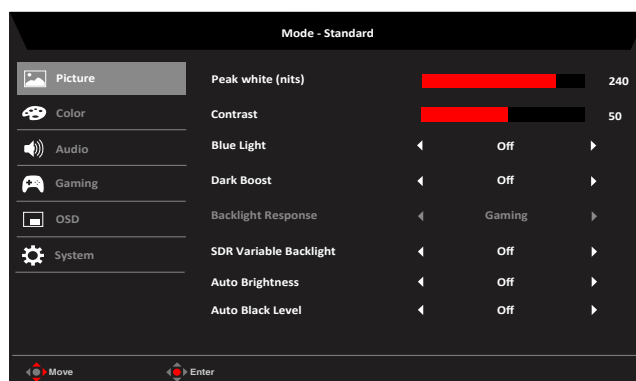 Mode - Standard
Picture
Color
Audio
Gaming
OSD
System
Peak white (nits) 240
Contrast 50
Blue Light Off
Dark Boost Off
Backlight Response Gaming
SDR Variable Backlight Off
Auto Brightness Off
Auto Black Level Off
Move Enter